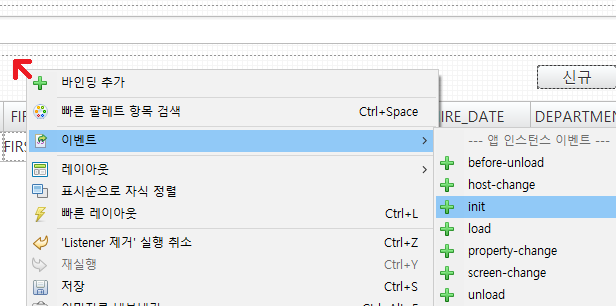 신규
바인딩 추가
빠른 팔레트 항목 검색 Ctrl+Space
FIR IRE_DATE DEPARTMEN
이벤트
--- 앱 인스턴스 이벤트 ---
FIRS
before-unload
레이아웃
host-change
표시순으로 자식 정렬
init
빠른 레이아웃 Ctrl+L
load
'Listener 제거' 실행 취소 Ctrl+Z
property-change
재실행 Ctrl+Y
screen-change
저장 Ctrl+S
unload